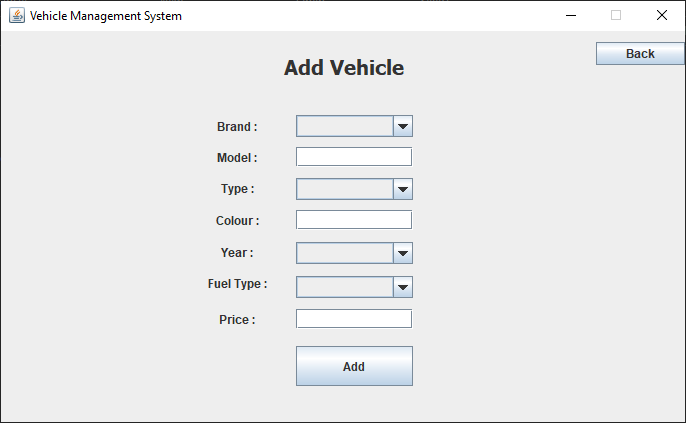 Vehicle Management System
Back
Add Vehicle
Brand :
Model :
Type :
Colour :
Year :
Fuel Type :
Price :
Add